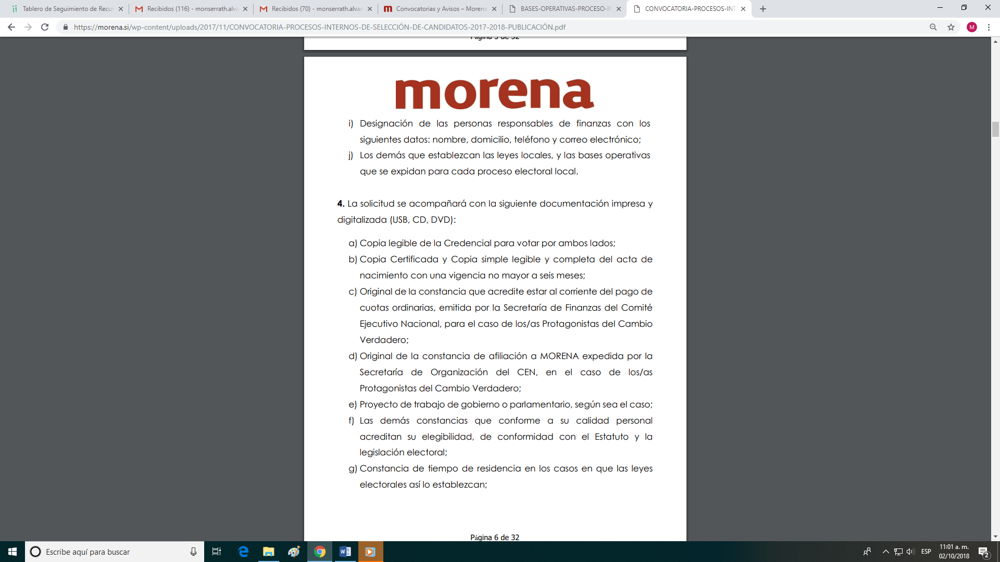 Tablero de Seguimiento de Recur
Recibidos (116) - monserrath.alva
Recibidos (70) - monserrath.alvar
Convocatorias y Avisos – Morena
BASES-OPERATIVAS-PROCESO-IN
CONVOCATORIA-PROCESOS-INT
https://morena.si/wp-content/uploads/2017/11/CONVOCATORIA-PROCESOS-INTERNOS-DE-SELECCIÓN-DE-CANDIDATOS-2017-2018-PUBLICACIÓN.pdf
M
Página 5 de 32
morena
i) Designación de las personas responsables de finanzas con los
siguientes datos: nombre, domicilio, teléfono y correo electrónico;
j) Los demás que establezcan las leyes locales, y las bases operativas
que se expidan para cada proceso electoral local.
4. La solicitud se acompañará con la siguiente documentación impresa y
digitalizada (USB, CD, DVD):
a) Copia legible de la Credencial para votar por ambos lados;
b) Copia Certificada y Copia simple legible y completa del acta de
nacimiento con una vigencia no mayor a seis meses;
c) Original de la constancia que acredite estar al corriente del pago de
cuotas ordinarias, emitida por la Secretaría de Finanzas del Comité
Ejecutivo Nacional, para el caso de los/as Protagonistas del Cambio
Verdadero;
d) Original de la constancia de afiliación a MORENA expedida por la
Secretaría de Organización del CEN, en el caso de los/as
Protagonistas del Cambio Verdadero;
e) Proyecto de trabajo de gobierno o parlamentario, según sea el caso;
f) Las demás constancias que conforme a su calidad personal
acreditan su elegibilidad, de conformidad con el Estatuto y la
legislación electoral;
g) Constancia de tiempo de residencia en los casos en que las leyes
electorales así lo establezcan;
Página 6 de 32
Escribe aquí para buscar
ESP
11:01 a. m.
02/10/2018
2